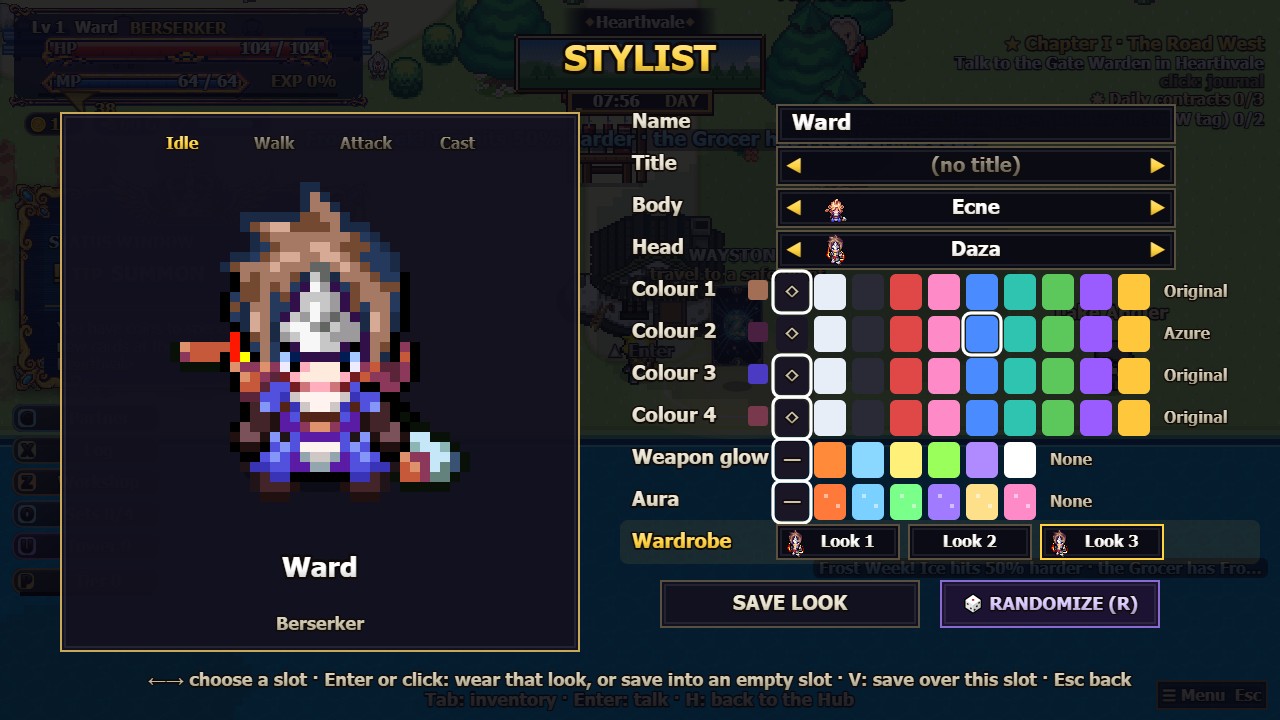 Lv 1 Ward BERSERKER
HP 104 / 104
MP 64 / 64 EXP 0%
Hearthvale
STYLIST
07:56 DAY
★ Chapter I · The Road West
Talk to the Gate Warden in Hearthvale
click: journal
Daily contracts 0/3
Idle Walk Attack Cast
Name Ward
Title (no title)
Body Ecne
Head Daza
Colour 1 Original
Colour 2 Azure
Colour 3 Original
Colour 4 Original
Weapon glow None
Aura None
Wardrobe Look 1 Look 2 Look 3
Frost Week! Ice hits 50% harder · the Grocer has Fro...
SAVE LOOK
RANDOMIZE (R)
Ward
Berserker
←→ choose a slot · Enter or click: wear that look, or save into an empty slot · V: save over this slot · Esc back
Tab: inventory · Enter: talk · H: back to the Hub
Menu Esc